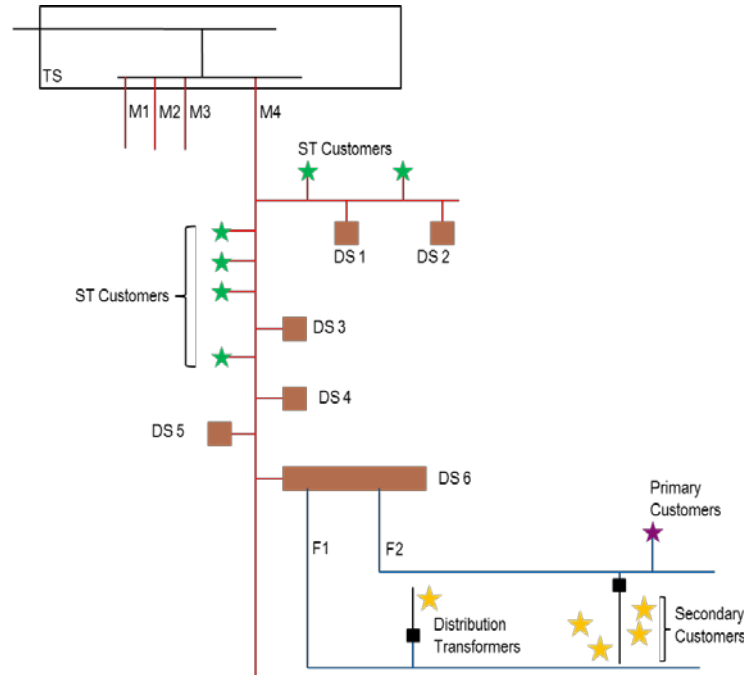 TS
M1
M2
M3
M4
ST Customers
DS 1
DS 2
ST Customers
DS 3
DS 4
DS 5
DS 6
Primary
Customers
F1
F2
Distribution
Transformers
Secondary
Customers